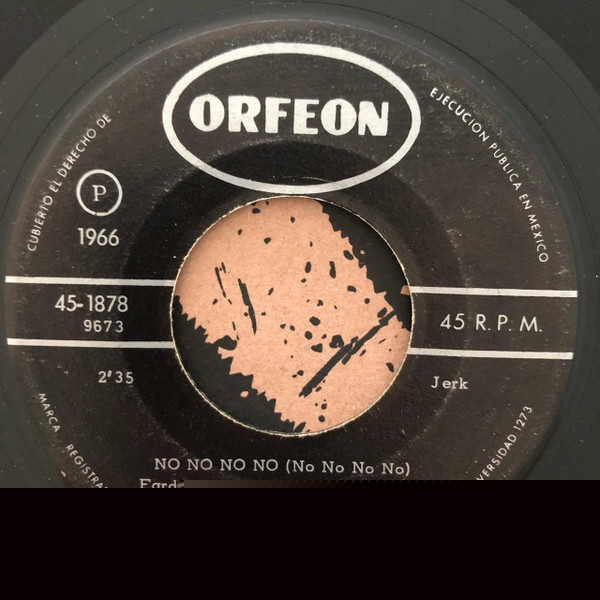 ORFEON
CUBIERTO EL DERECHO DE
EJECUCION PUBLICA EN MEXICO
P
1966
45-1878
9673
45 R.P.M.
2'35
Jerk
MARCA REGISTRA
VERSIDAD 1273
NO NO NO NO (No No No No)